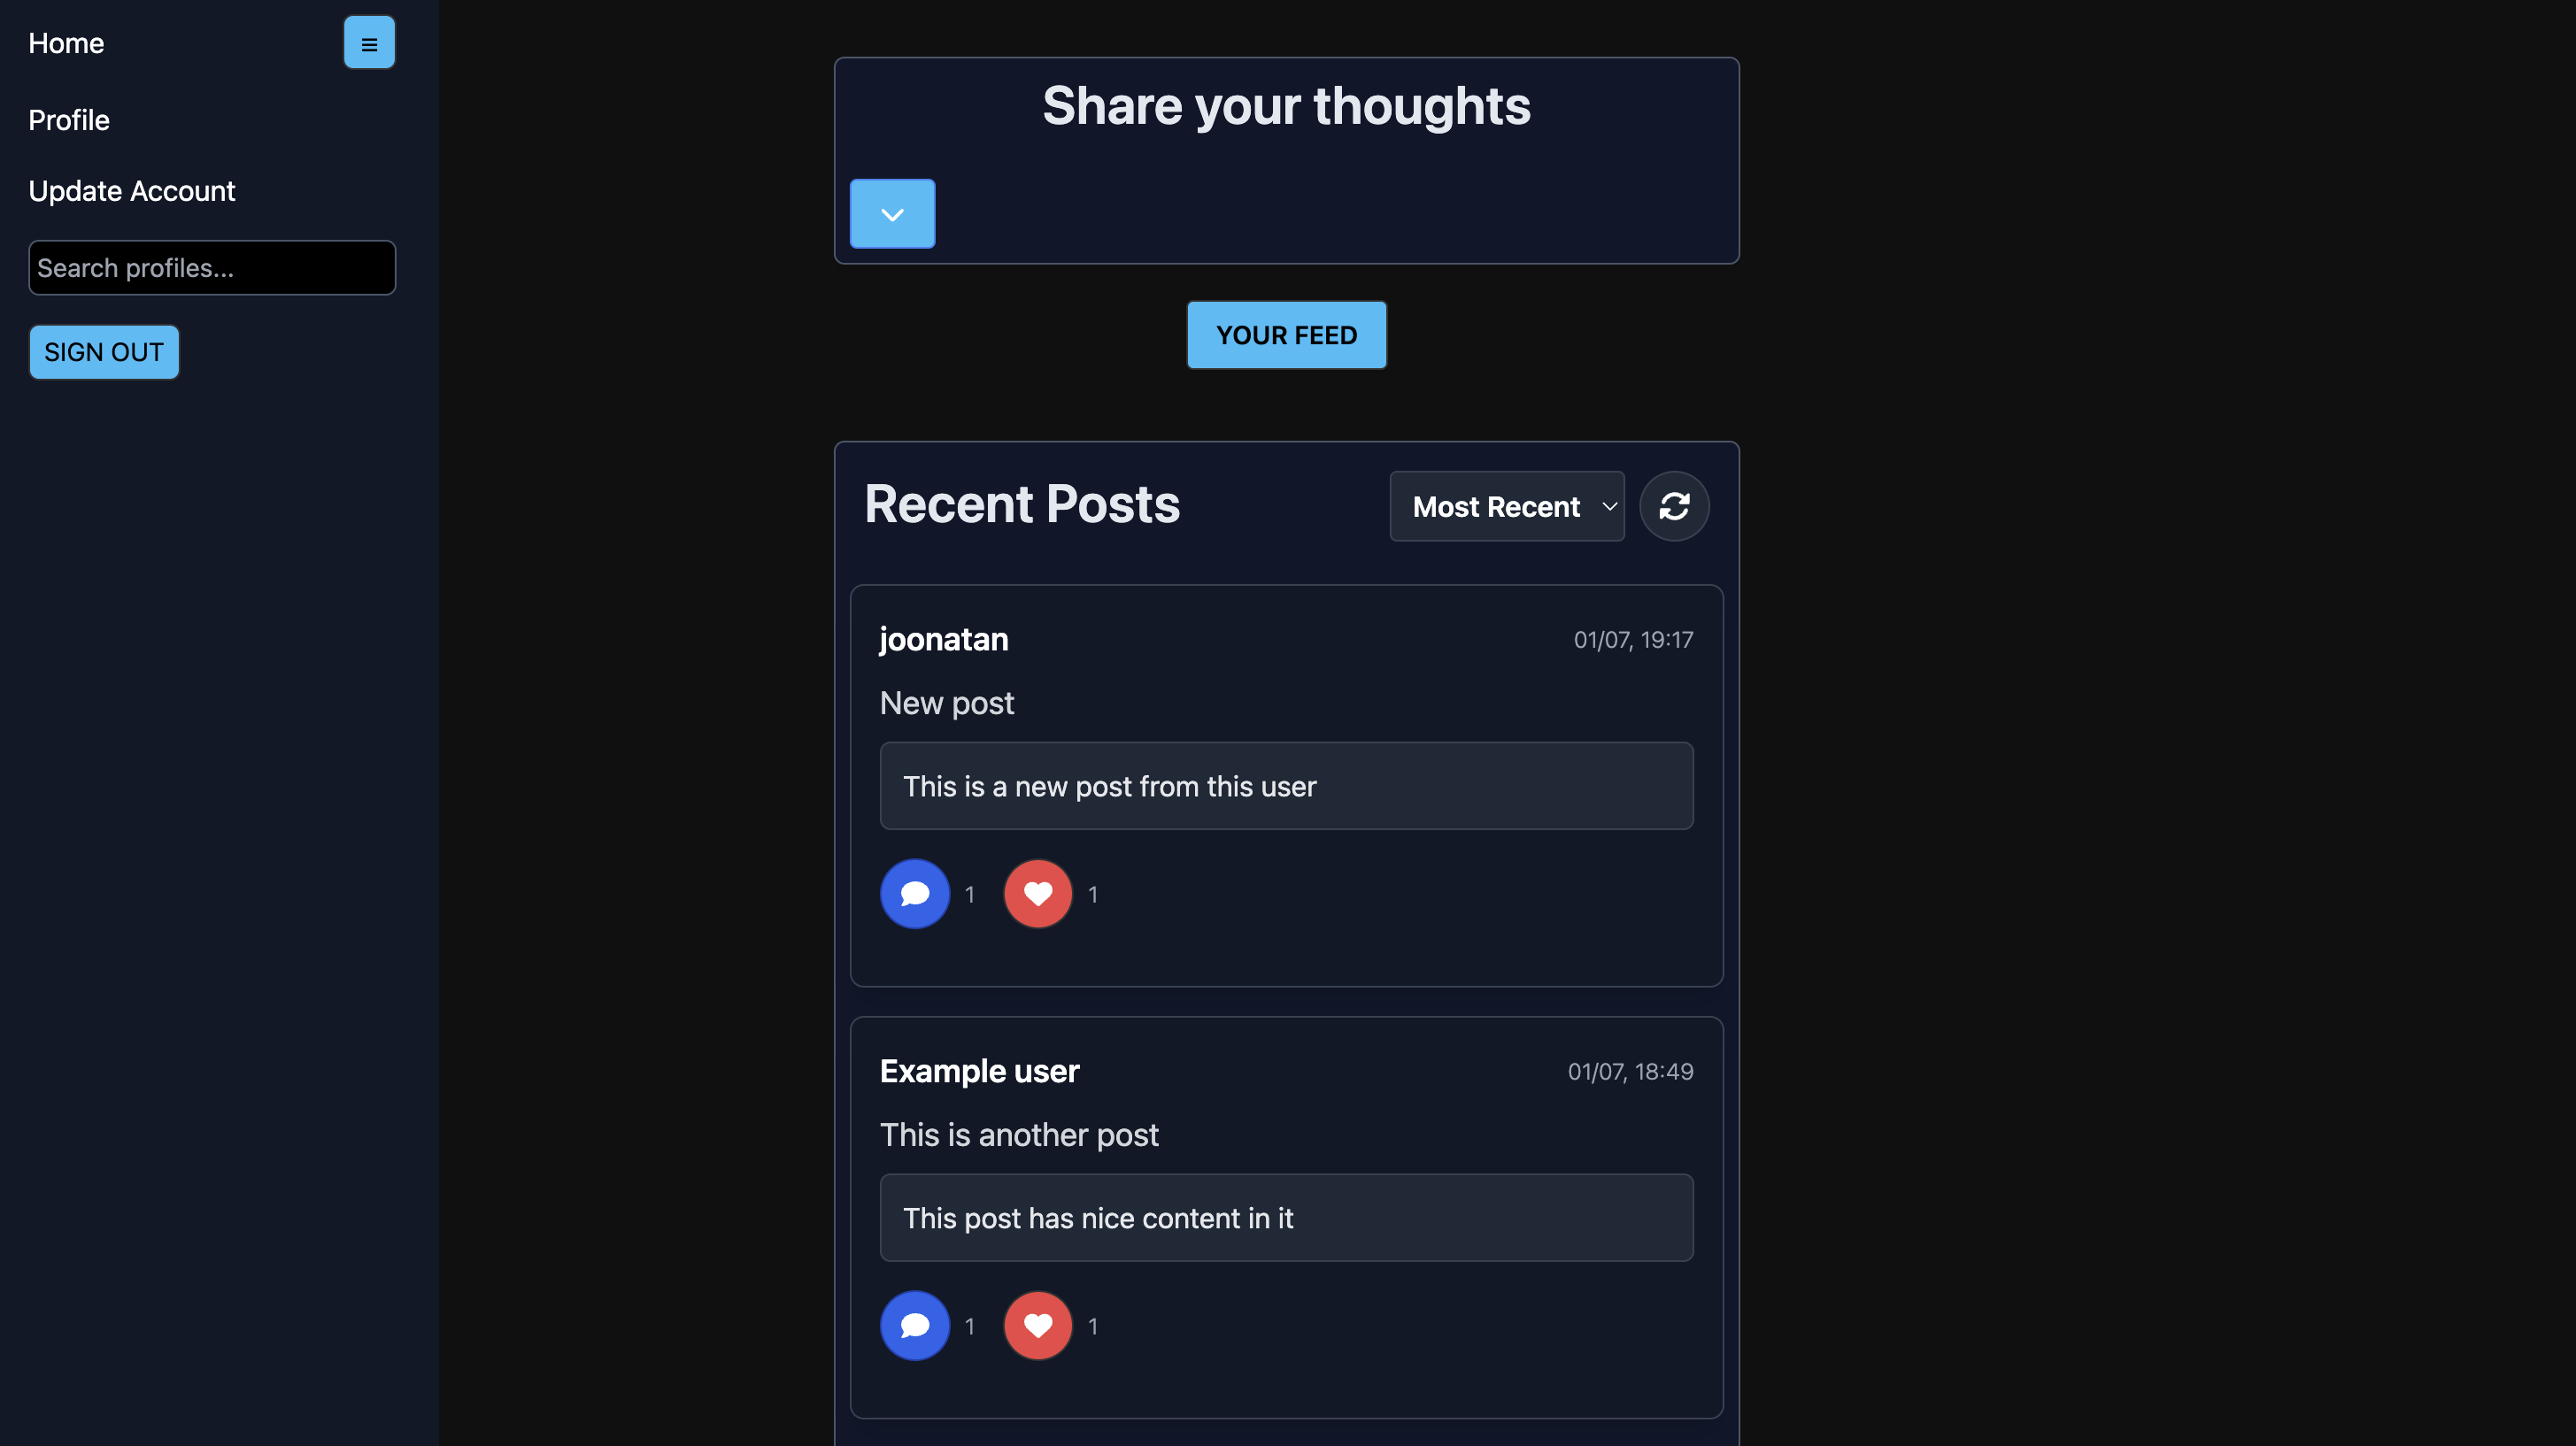 Home
Profile
Update Account
Search profiles...
SIGN OUT
Share your thoughts
YOUR FEED
Recent Posts
Most Recent
joonatan
01/07, 19:17
New post
This is a new post from this user
1
1
Example user
01/07, 18:49
This is another post
This post has nice content in it
1
1